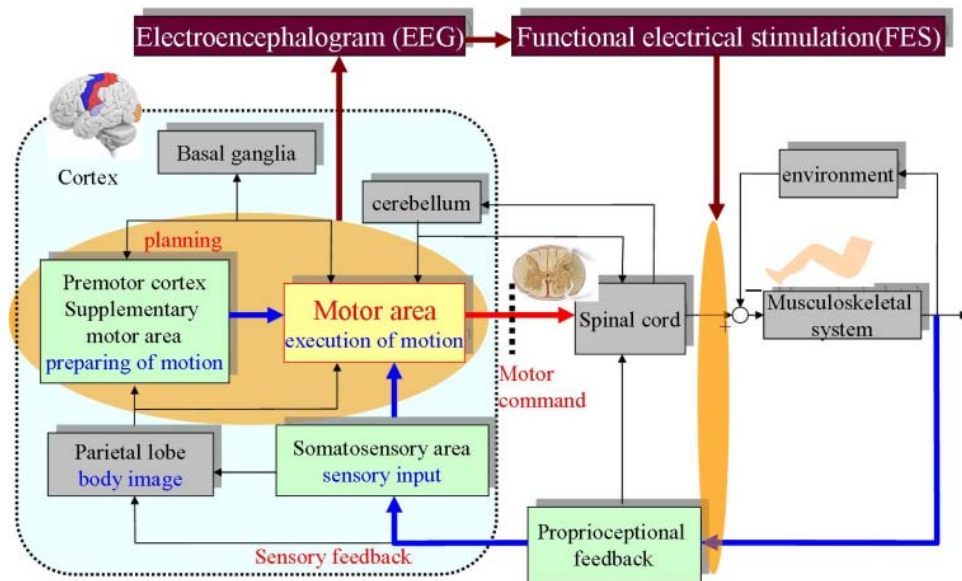 Electroencephalogram (EEG)
Functional electrical stimulation(FES)
Cortex
Basal ganglia
cerebellum
environment
planning
Premotor cortex
Supplementary
motor area
preparing of motion
Motor area
execution of motion
Spinal cord
+
−
Musculoskeletal
system
Motor
command
Parietal lobe
body image
Somatosensory area
sensory input
Sensory feedback
Proprioceptional
feedback